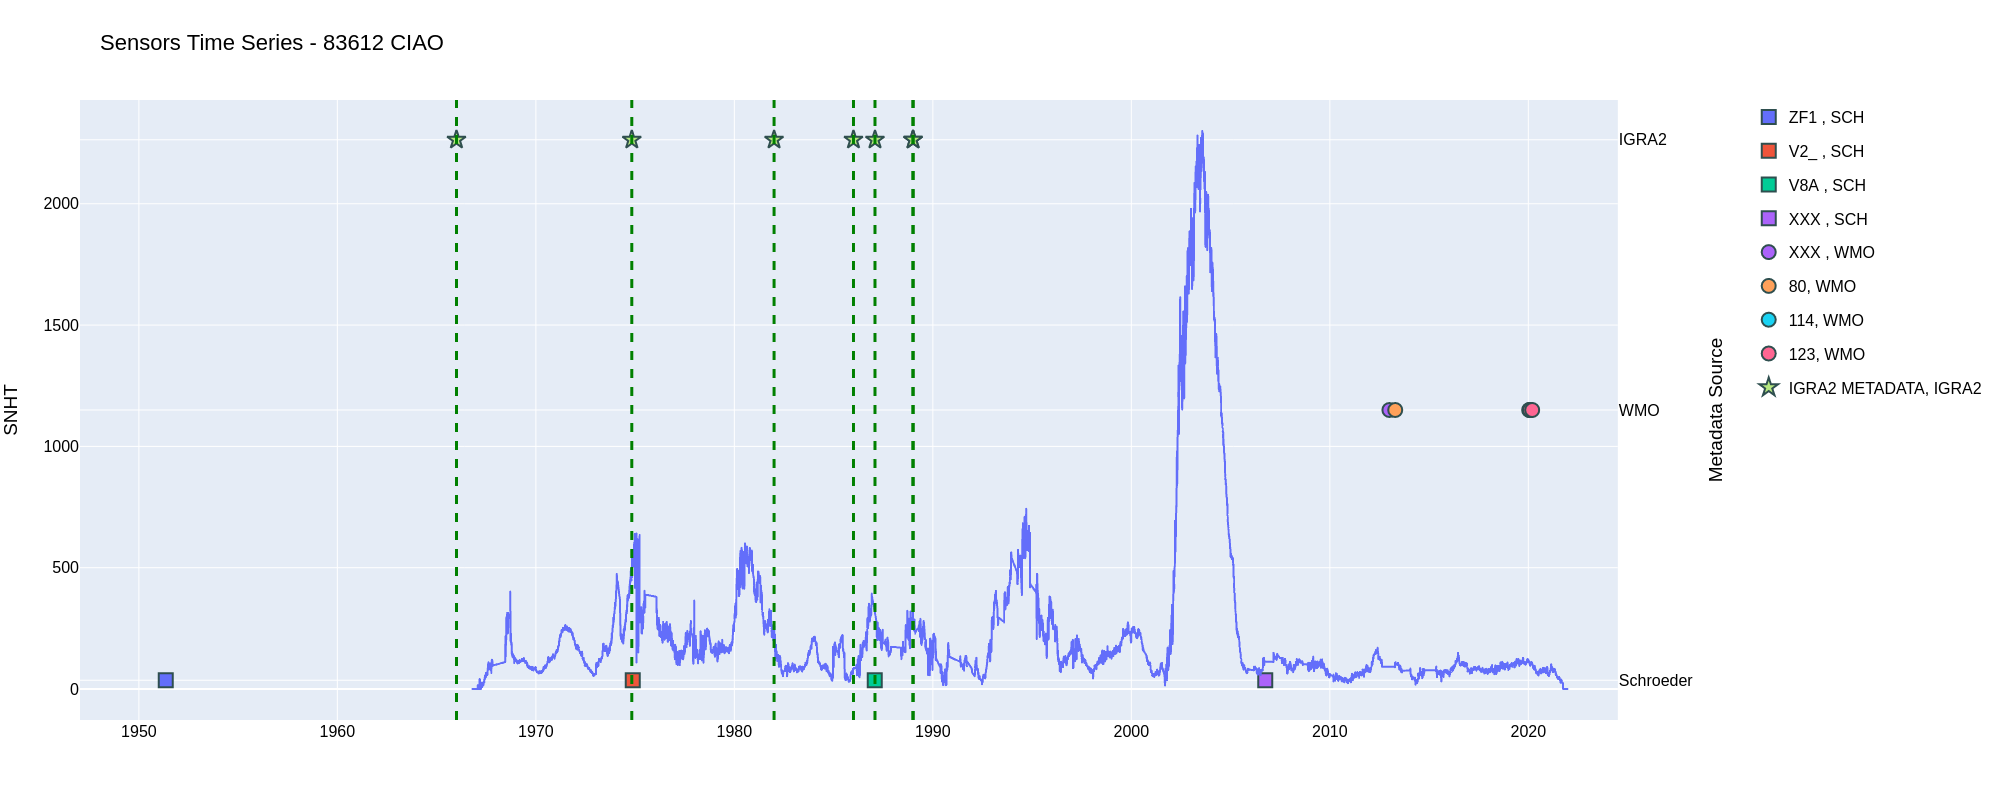 Sensors Time Series - 83612 CIAO
SNHT
2000
1500
1000
500
0
1950
1960
1970
1980
1990
2000
2010
2020
IGRA2
WMO
Schroeder
Metadata Source
ZF1 , SCH
V2_ , SCH
V8A , SCH
XXX , SCH
XXX , WMO
80, WMO
114, WMO
123, WMO
IGRA2 METADATA, IGRA2